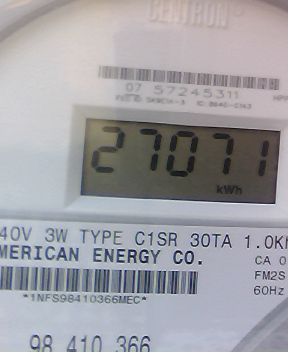 CENTRON®
07 57245311
27071
kWh
40V 3W TYPE C1SR 30TA 1.0Kh
MERICAN ENERGY CO.
CA 0
FM2S
60Hz
*1NFS98410366MEC*
98 410 366